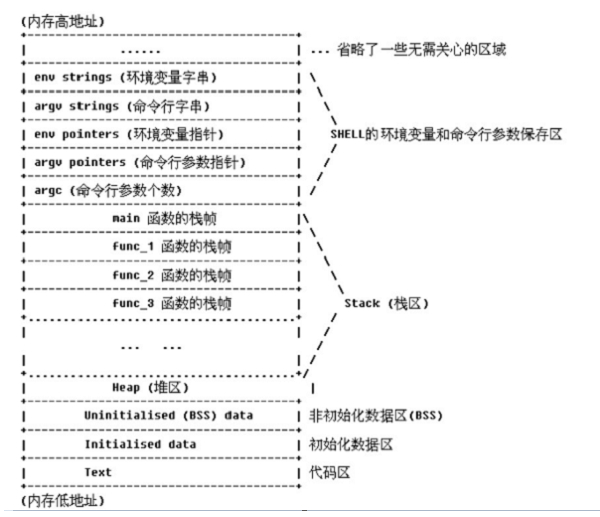 (内存高地址)
...... ... 省略了一些无需关心的区域
env strings (环境变量字串)
argv strings (命令行字串)
env pointers (环境变量指针) SHELL的环境变量和命令行参数保存区
argv pointers (命令行参数指针)
argc (命令行参数个数)
main 函数的栈帧
func_1 函数的栈帧
func_2 函数的栈帧
func_3 函数的栈帧 Stack (栈区)
... ...
Heap (堆区)
Uninitialised (BSS) data 非初始化数据区(BSS)
Initialised data 初始化数据区
Text 代码区
(内存低地址)